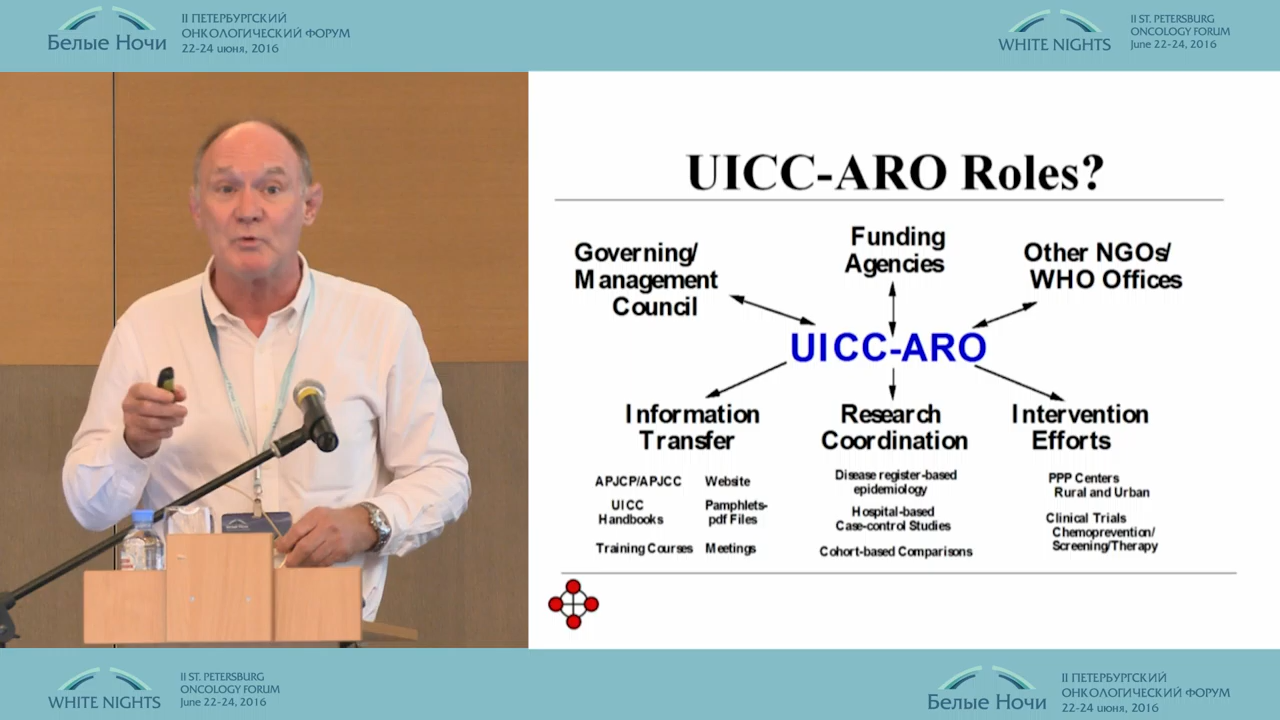 Белые Ночи
II ПЕТЕРБУРГСКИЙ
ОНКОЛОГИЧЕСКИЙ ФОРУМ
22-24 июня, 2016
WHITE NIGHTS
II ST. PETERSBURG
ONCOLOGY FORUM
June 22-24, 2016
UICC-ARO Roles?
Governing/
Management
Council
Funding
Agencies
Other NGOs/
WHO Offices
UICC-ARO
Information
Transfer
Research
Coordination
Intervention
Efforts
APJCP/APJCC
UICC
Handbooks
Training Courses
Website
Pamphlets-
pdf Files
Meetings
Disease register-based
epidemiology
Hospital-based
Case-control Studies
Cohort-based Comparisons
PPP Centers
Rural and Urban
Clinical Trials
Chemoprevention/
Screening/Therapy
Белые Ночи
WHITE NIGHTS
II ST. PETERSBURG
ONCOLOGY FORUM
June 22-24, 2016
Белые Ночи
II ПЕТЕРБУРГСКИЙ
ОНКОЛОГИЧЕСКИЙ ФОРУМ
22-24 июня, 2016